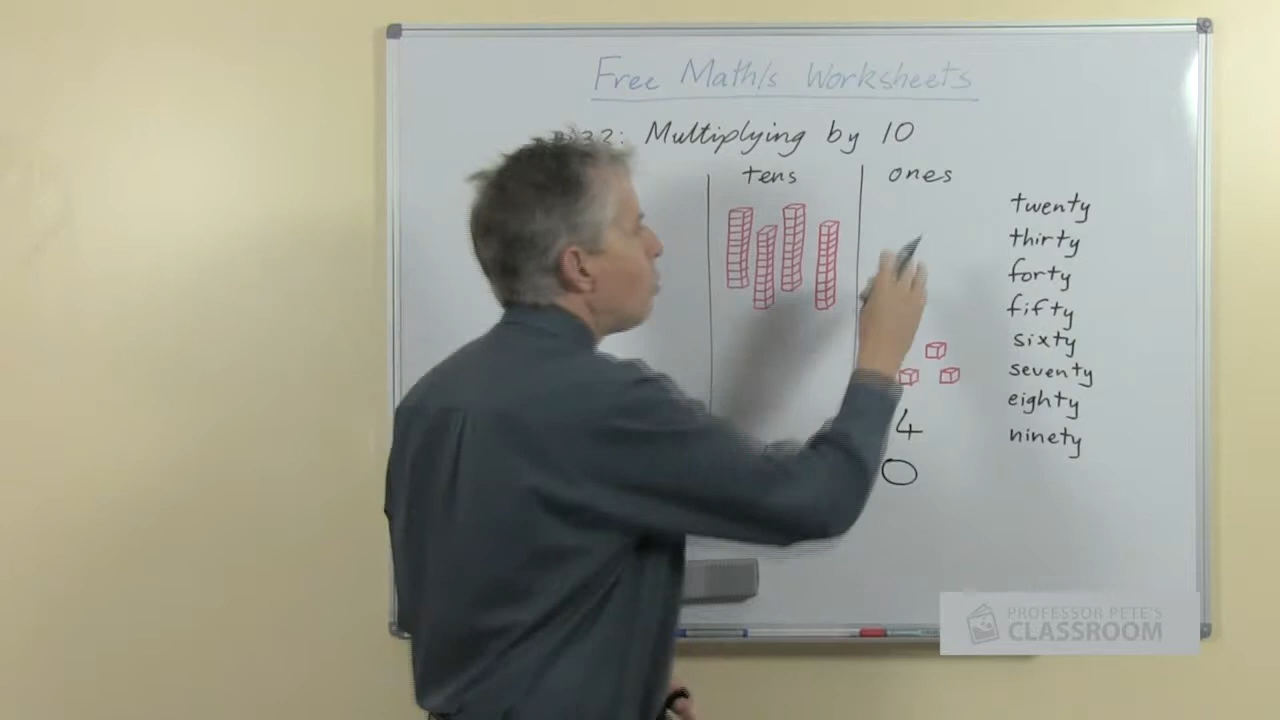 Free Math/s Worksheets
Multiplying by 10
tens
ones
twenty
thirty
forty
fifty
sixty
seventy
eighty
ninety
4
0
PROFESSOR PETE'S
CLASSROOM